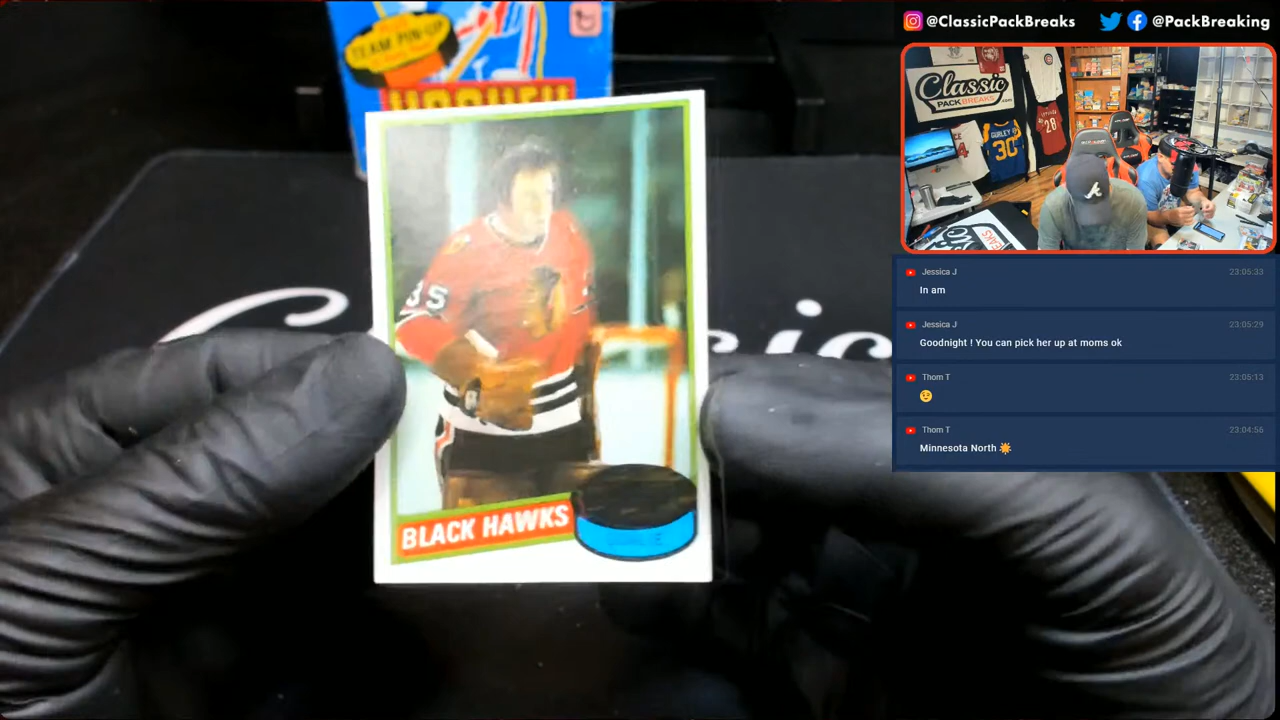 @ClassicPackBreaks
@PackBreaking
TEAM PIN-UP
HOCKEY
35
BLACK HAWKS
Classic
PACK BREAKS
.com
GURLEY
30
28
A
Jessica J
23:05:33
In am
Jessica J
23:05:29
Goodnight ! You can pick her up at moms ok
Thom T
23:05:13
😉
Thom T
23:04:56
Minnesota North ☀️